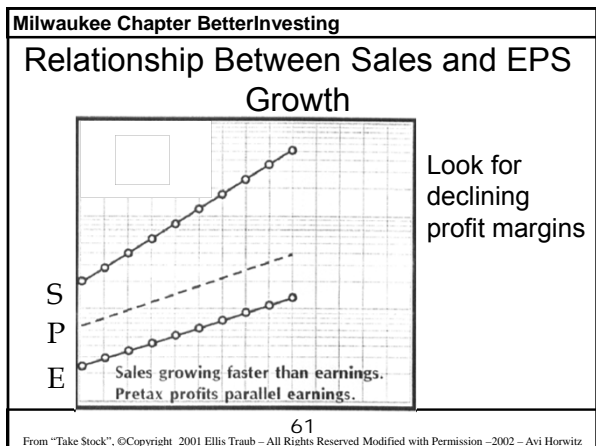 Milwaukee Chapter BetterInvesting
Relationship Between Sales and EPS
Growth
Look for
declining
profit margins
S
P
E
Sales growing faster than earnings.
Pretax profits parallel earnings.
61
From “Take $tock”, ©Copyright 2001 Ellis Traub – All Rights Reserved Modified with Permission –2002 – Avi Horwitz